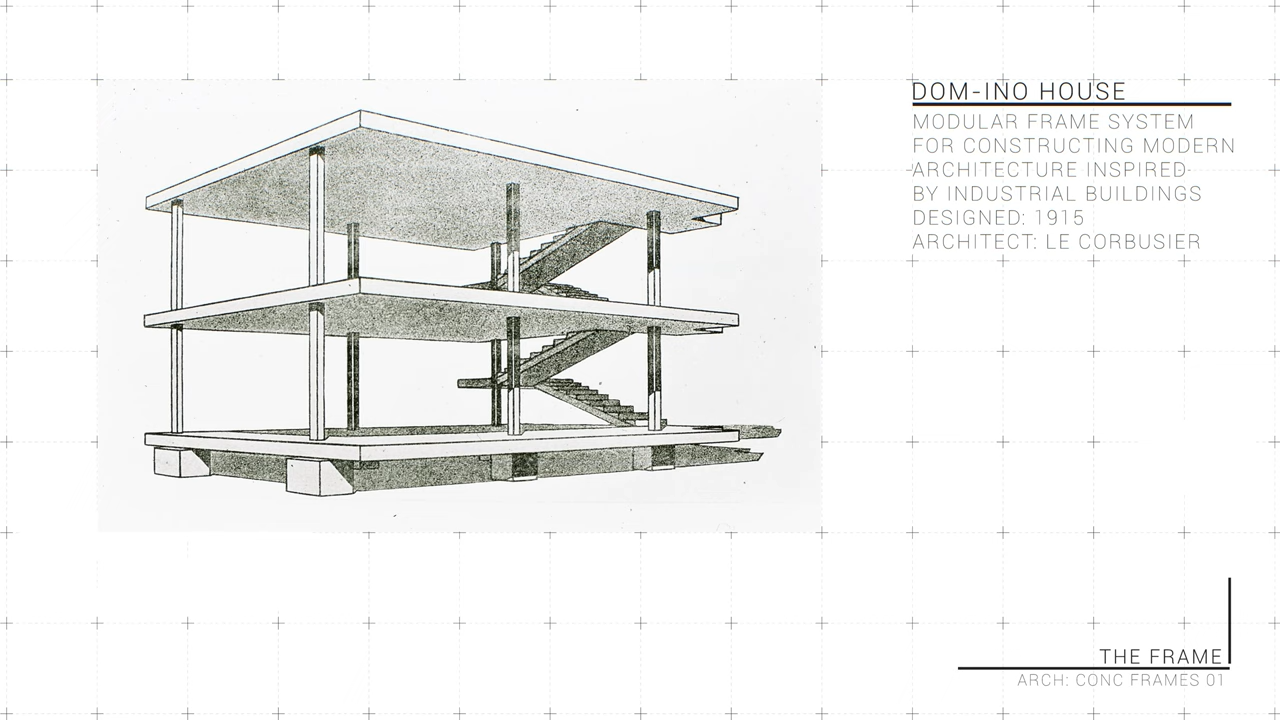 DOM-INO HOUSE
MODULAR FRAME SYSTEM
FOR CONSTRUCTING MODERN
ARCHITECTURE INSPIRED
BY INDUSTRIAL BUILDINGS
DESIGNED: 1915
ARCHITECT: LE CORBUSIER
THE FRAME
ARCH: CONC FRAMES 01